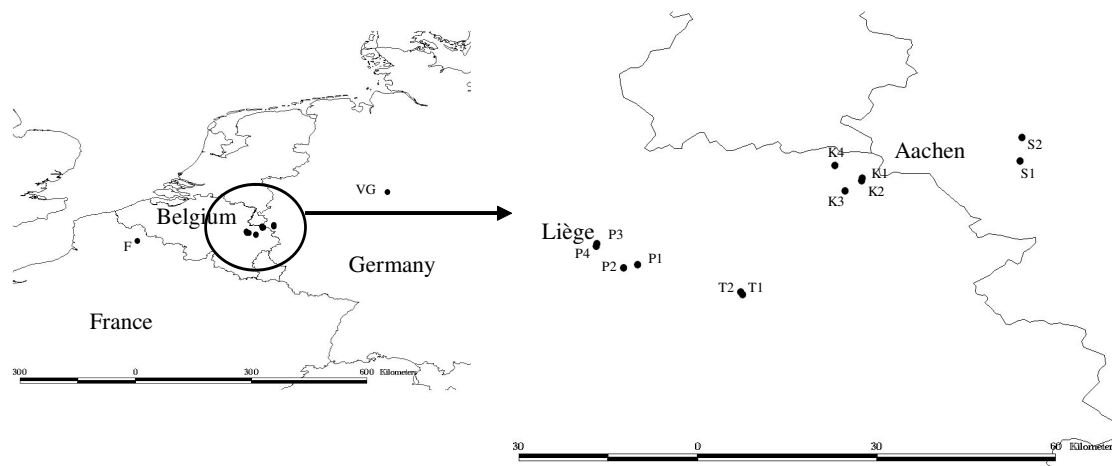 VG
Belgium
F
Germany
France
300 0 300 600 Kilometers
Aachen
S2
S1
K4
K1
K2
K3
Liège
P3
P4
P2
P1
T2
T1
30 0 30 60 Kilometers